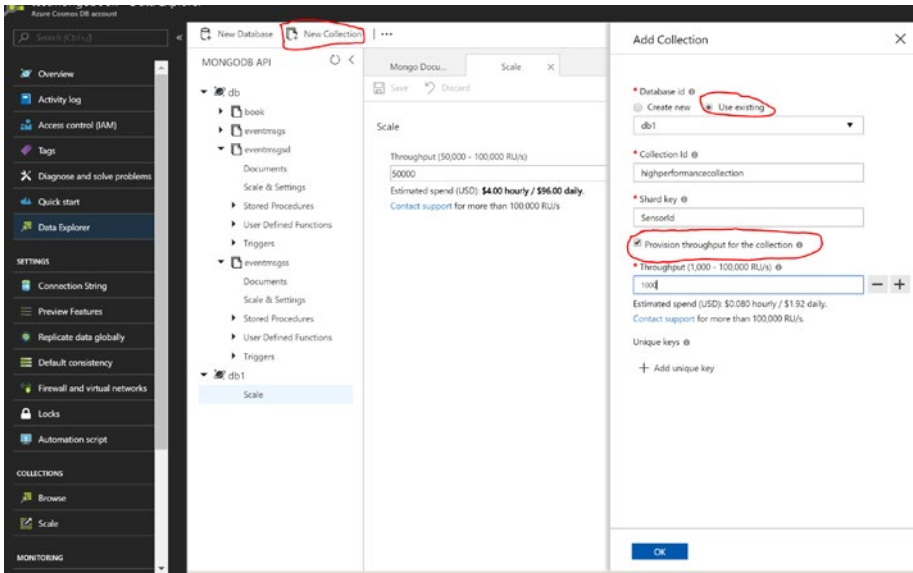 Azure Cosmos DB account
Search (Ctrl+/)
«
Overview
Activity log
Access control (IAM)
Tags
Diagnose and solve problems
Quick start
Data Explorer
SETTINGS
Connection String
Preview Features
Replicate data globally
Default consistency
Firewall and virtual networks
Locks
Automation script
COLLECTIONS
Browse
Scale
MONITORING
New Database
New Collection
MONGODB API
db
book
eventmsgs
eventmsgsd
Documents
Scale & Settings
Stored Procedures
User Defined Functions
Triggers
eventmsgss
Documents
Scale & Settings
Stored Procedures
User Defined Functions
Triggers
db1
Scale
Mongo Docu...
Scale
Save
Discard
Scale
Throughput (50,000 - 100,000 RU/s)
50000
Estimated spend (USD): $4.00 hourly / $96.00 daily.
Contact support for more than 100,000 RU/s
Add Collection
* Database id
Create new
Use existing
db1
* Collection Id
highperformancecollection
* Shard key
SensorId
Provision throughput for the collection
* Throughput (1,000 - 100,000 RU/s)
1000
Estimated spend (USD): $0.080 hourly / $1.92 daily.
Contact support for more than 100,000 RU/s.
Unique keys
+ Add unique key
OK